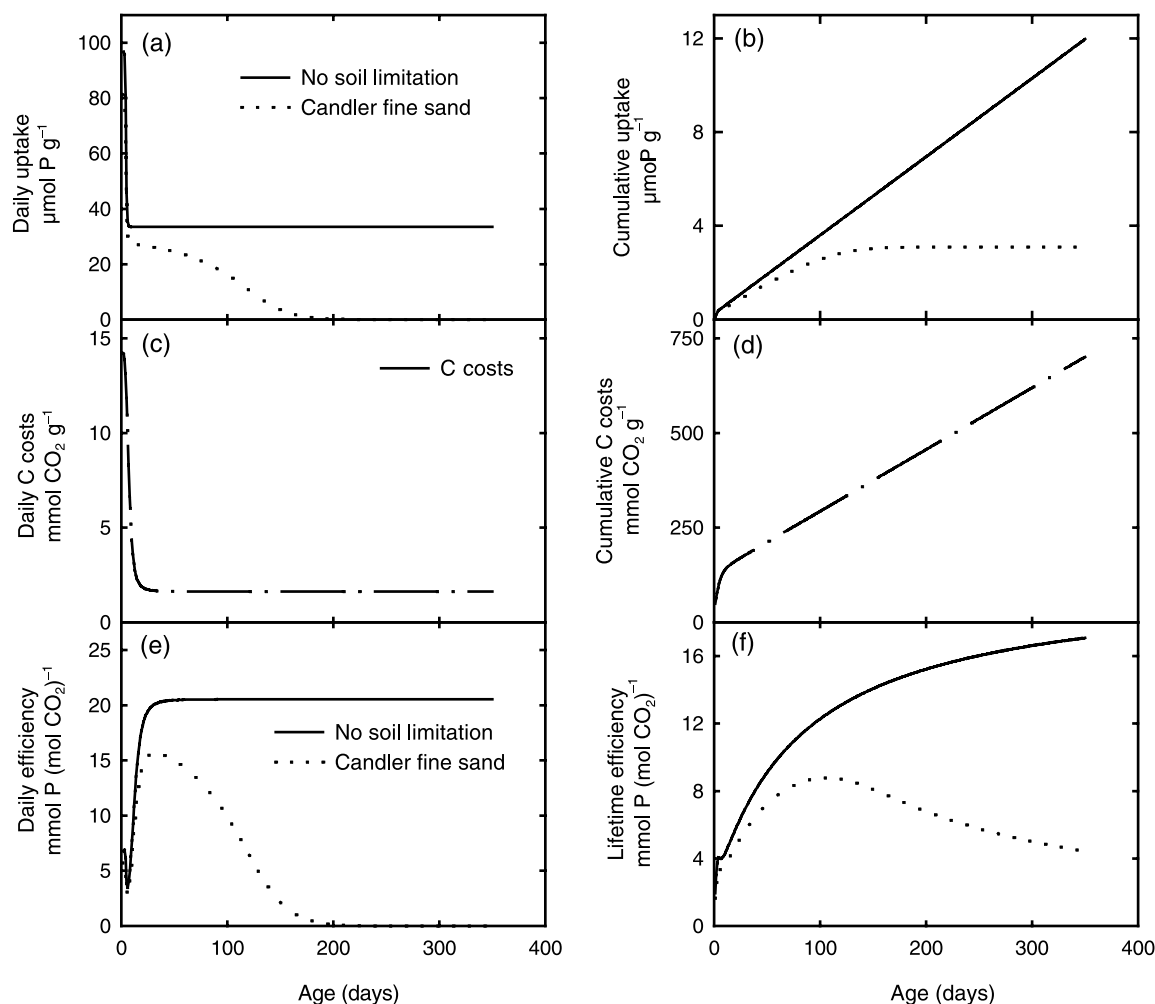 (a)
100
80
60
40
20
0
Daily uptake
µmol P g⁻¹
No soil limitation
Candler fine sand
(b)
12
8
4
0
Cumulative uptake
µmoP g⁻¹
(c)
15
10
5
0
Daily C costs
mmol CO₂ g⁻¹
C costs
(d)
750
500
250
0
Cumulative C costs
mmol CO₂ g⁻¹
(e)
25
20
15
10
5
0
Daily efficiency
mmol P (mol CO₂)⁻¹
No soil limitation
Candler fine sand
0 100 200 300 400
Age (days)
(f)
16
12
8
4
0
Lifetime efficiency
mmol P (mol CO₂)⁻¹
0 100 200 300 400
Age (days)